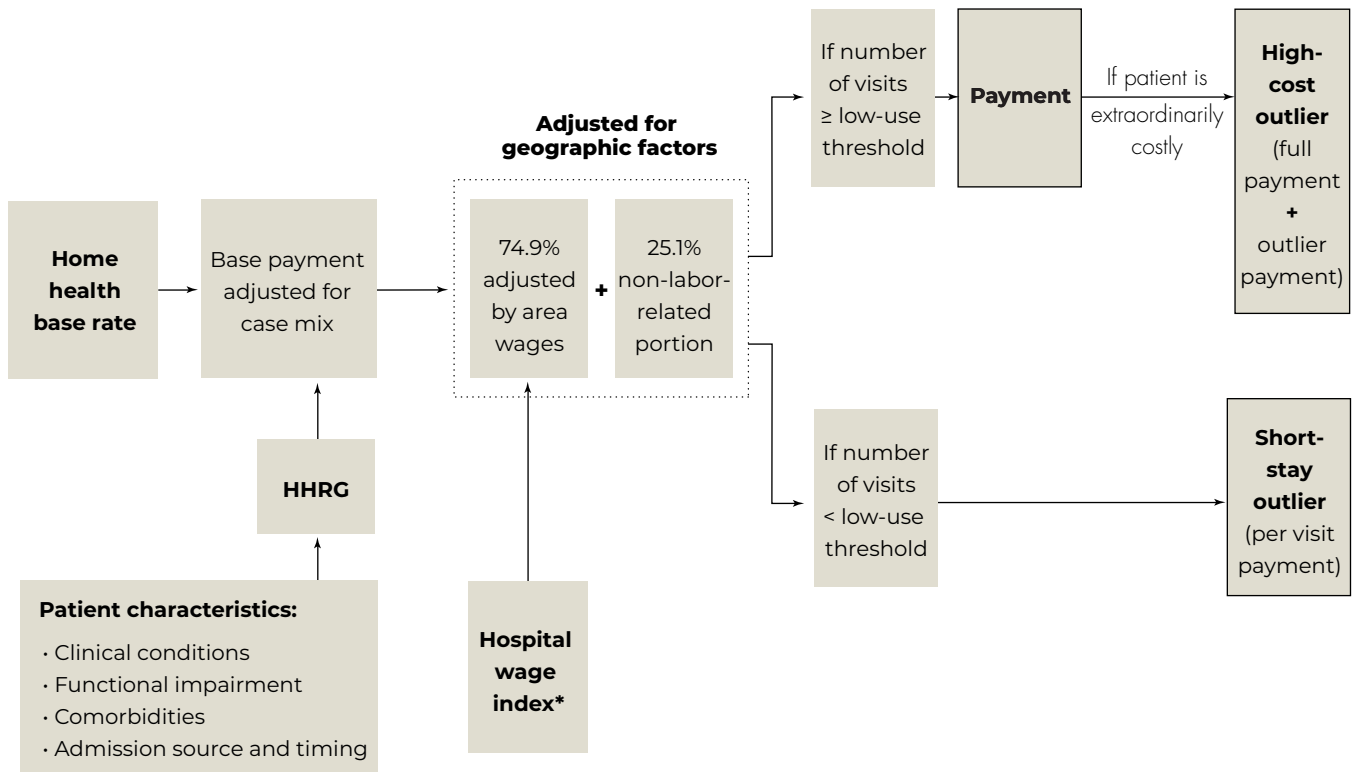 Home
health
base rate
Base payment
adjusted for
case mix
HHRG
Patient characteristics:
• Clinical conditions
• Functional impairment
• Comorbidities
• Admission source and timing
Adjusted for
geographic factors
74.9%
adjusted
by area
wages
+
25.1%
non-labor-
related
portion
Hospital
wage
index*
If number
of visits
≥ low-use
threshold
Payment
If patient is
extraordinarily
costly
High-
cost
outlier
(full
payment
+
outlier
payment)
If number
of visits
< low-use
threshold
Short-
stay
outlier
(per visit
payment)